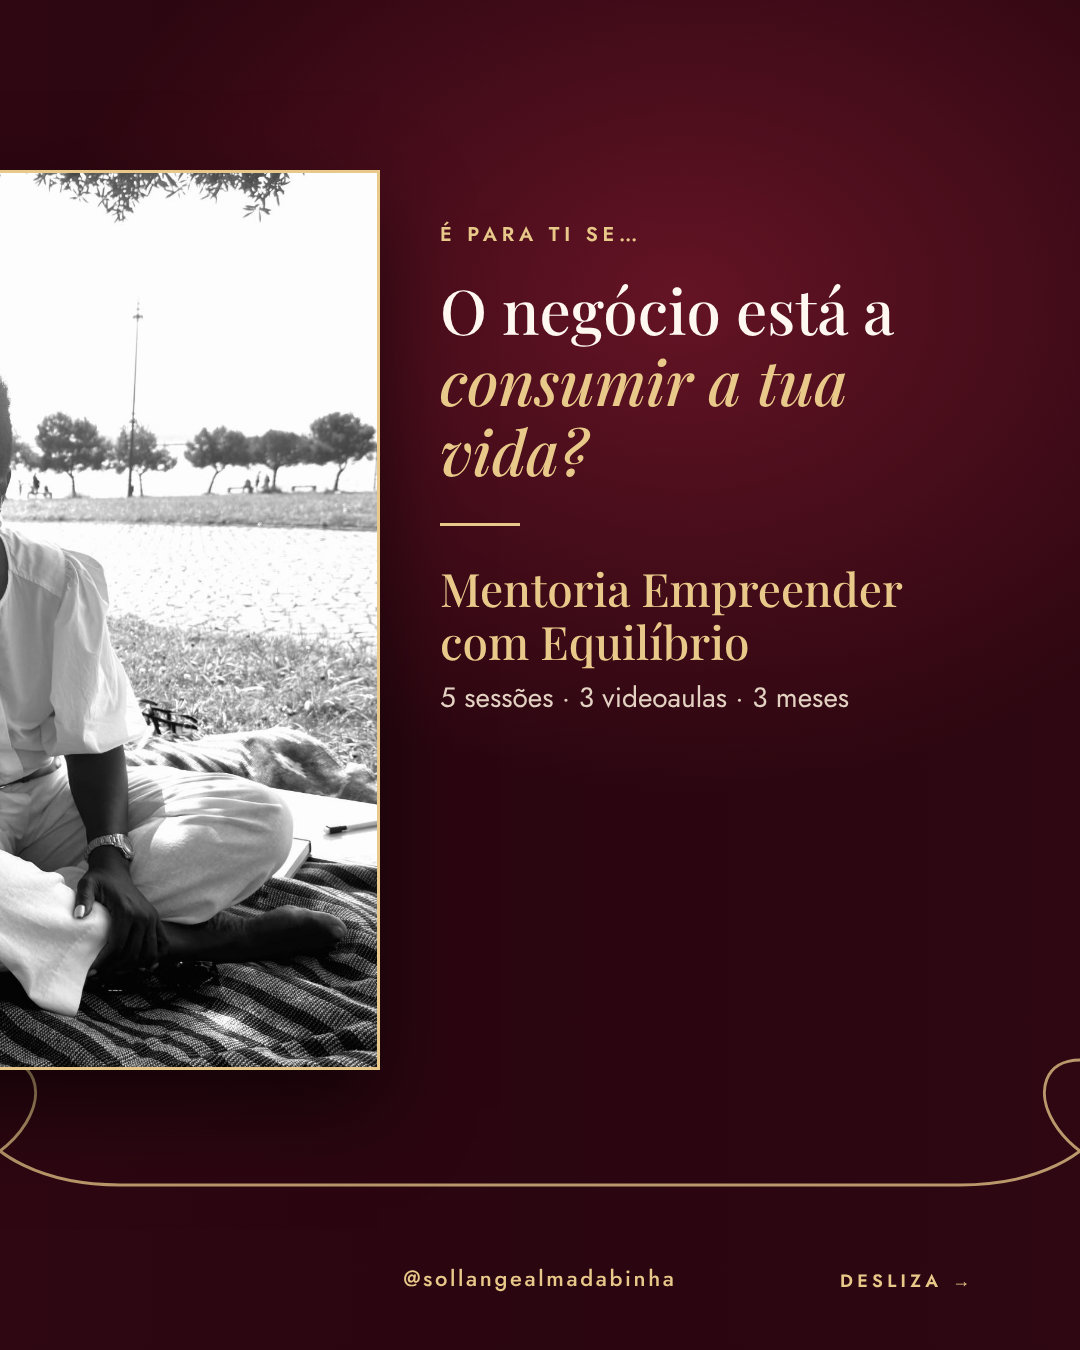 É PARA TI SE…
O negócio está a
consumir a tua
vida?
Mentoria Empreender
com Equilíbrio
5 sessões · 3 videoaulas · 3 meses
@sollangealmadabinha
DESLIZA →